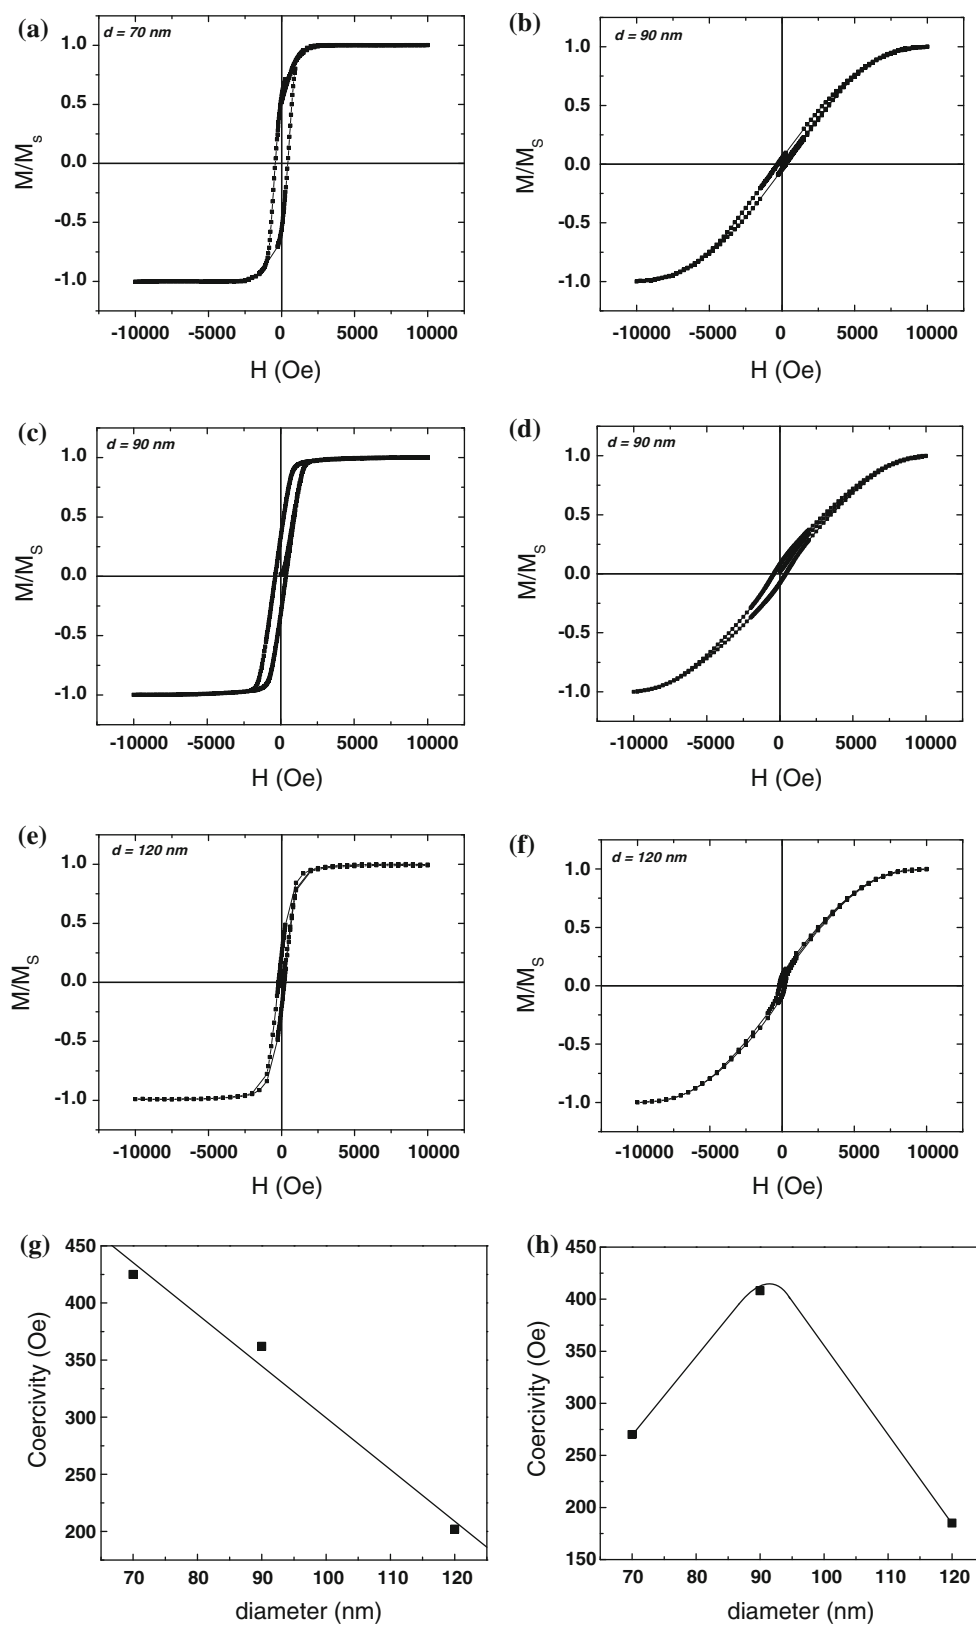 (a)
d = 70 nm
1.0
0.5
0.0
-0.5
-1.0
M/Ms
-10000 -5000 0 5000 10000
H (Oe)
(b)
d = 90 nm
1.0
0.5
0.0
-0.5
-1.0
M/Ms
-10000 -5000 0 5000 10000
H (Oe)
(c)
d = 90 nm
1.0
0.5
0.0
-0.5
-1.0
M/MS
-10000 -5000 0 5000 10000
H (Oe)
(d)
d = 90 nm
1.0
0.5
0.0
-0.5
-1.0
M/MS
-10000 -5000 0 5000 10000
H (Oe)
(e)
d = 120 nm
1.0
0.5
0.0
-0.5
-1.0
M/MS
-10000 -5000 0 5000 10000
H (Oe)
(f)
d = 120 nm
1.0
0.5
0.0
-0.5
-1.0
M/MS
-10000 -5000 0 5000 10000
H (Oe)
(g)
450
400
350
300
250
200
Coercivity (Oe)
70 80 90 100 110 120
diameter (nm)
(h)
450
400
350
300
250
200
150
Coercivity (Oe)
70 80 90 100 110 120
diameter (nm)